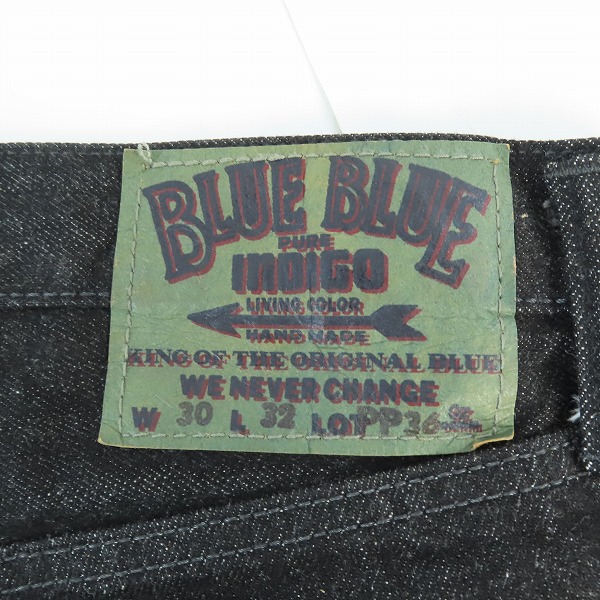 BLUE BLUE
PURE
INDIGO
LIVING COLOR
HAND MADE
KING OF THE ORIGINAL BLUE
WE NEVER CHANGE
W 30 L 32 LOT PP36